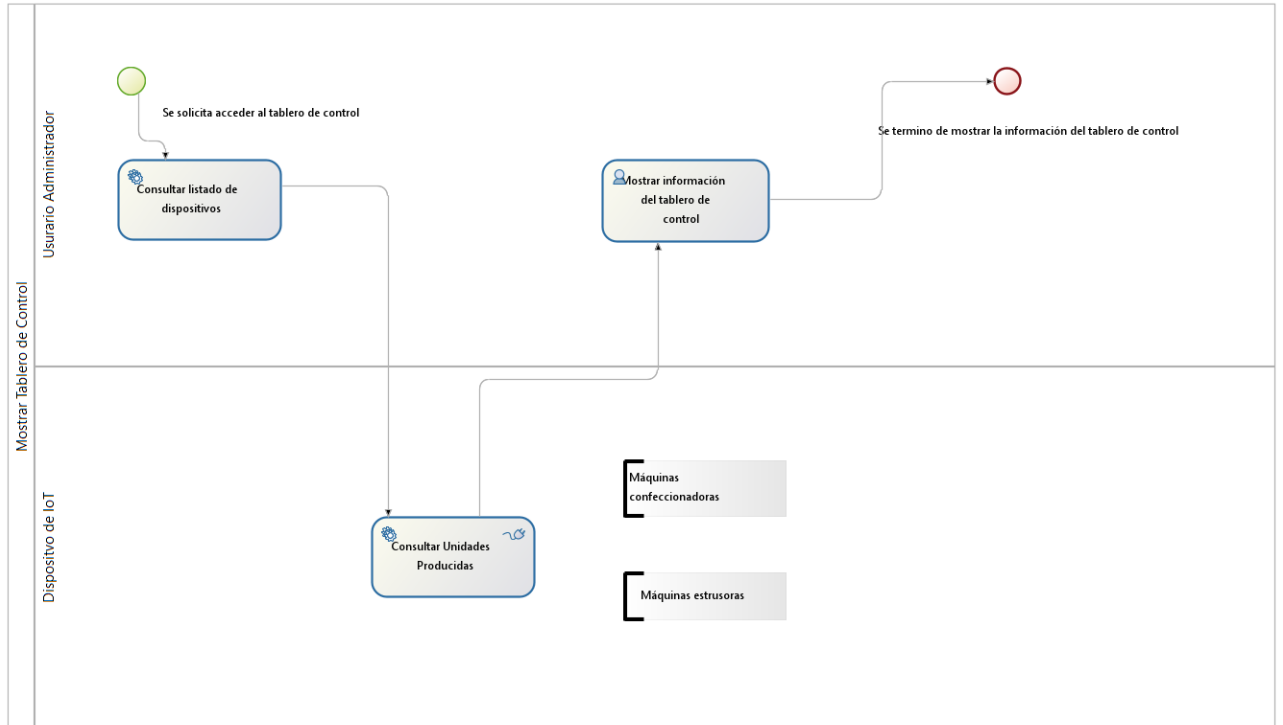 Mostrar Tablero de Control
Usurario Administrador
Se solicita acceder al tablero de control
Consultar listado de
dispositivos
Mostrar información
del tablero de
control
Se termino de mostrar la información del tablero de control
Dispositvo de IoT
Consultar Unidades
Producidas
Máquinas
confeccionadoras
Máquinas estrusoras